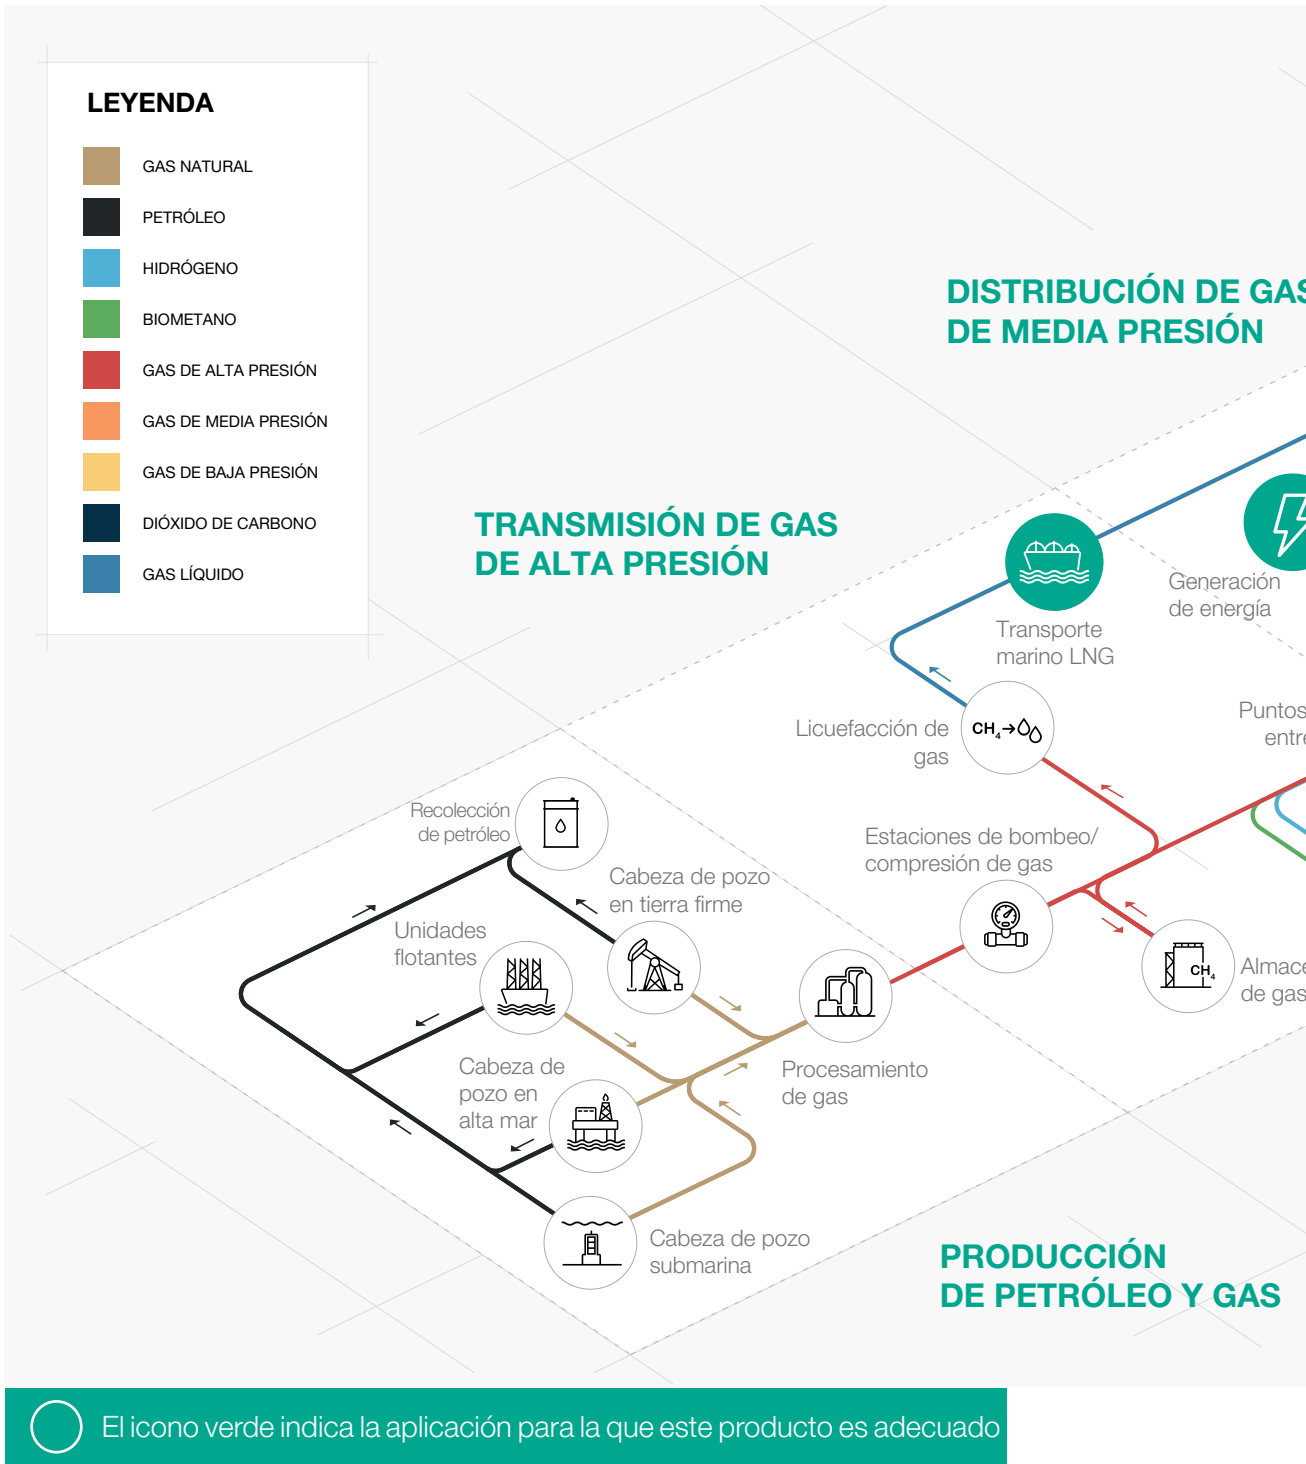 LEYENDA
GAS NATURAL
PETRÓLEO
HIDRÓGENO
BIOMETANO
GAS DE ALTA PRESIÓN
GAS DE MEDIA PRESIÓN
GAS DE BAJA PRESIÓN
DIÓXIDO DE CARBONO
GAS LÍQUIDO
DISTRIBUCIÓN DE GAS
DE MEDIA PRESIÓN
TRANSMISIÓN DE GAS
DE ALTA PRESIÓN
Generación
de energía
Transporte
marino LNG
Puntos
Licuefacción de
gas
CH₄→
Recolección
de petróleo
Estaciones de bombeo/
compresión de gas
Cabeza de pozo
en tierra firme
Unidades
flotantes
CH₄
de gas
Cabeza de
pozo en
alta mar
Procesamiento
de gas
Cabeza de pozo
submarina
PRODUCCIÓN
DE PETRÓLEO Y GAS
El icono verde indica la aplicación para la que este producto es adecuado